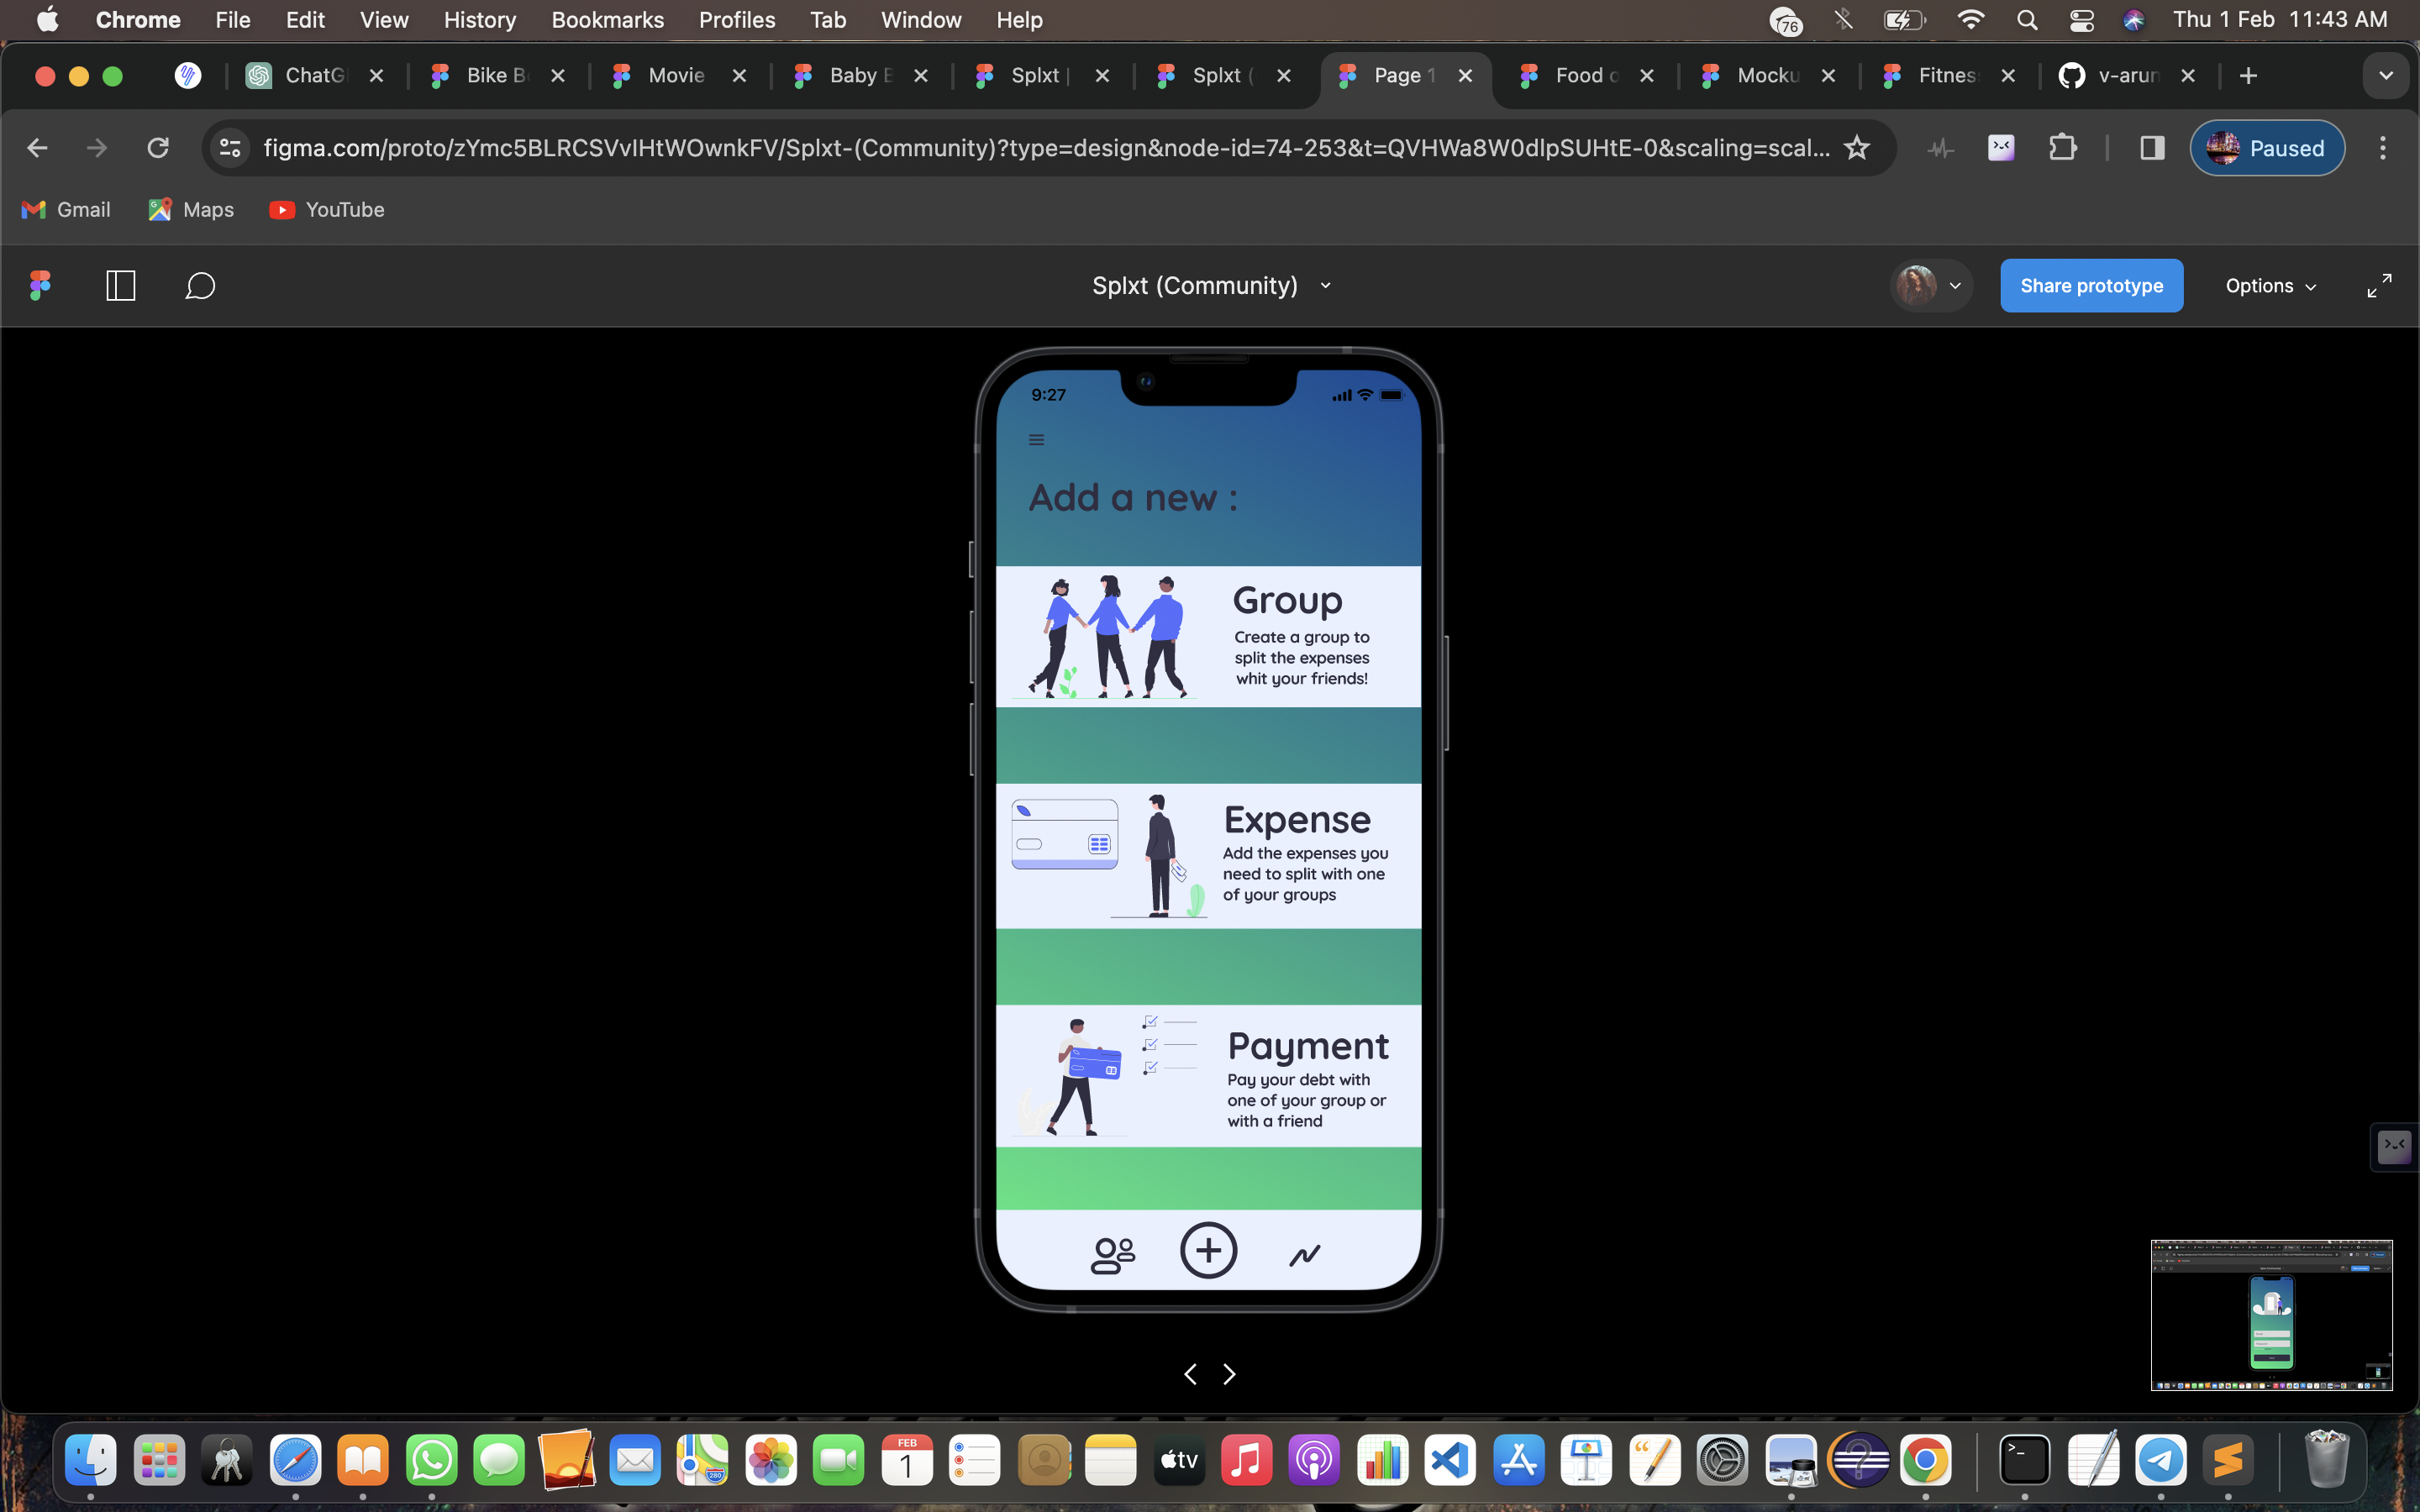 Chrome File Edit View History Bookmarks Profiles Tab Window Help 76 Thu 1 Feb 11:43 AM
ChatG Bike B Movie Baby Splxt | Splxt ( Page 1 Food Mocku Fitnes v-arun
figma.com/proto/zYmc5BLRCSVvIHtWOwnkFV/Splxt-(Community)?type=design&node-id=74-253&t=QVHWa8W0dlpSUHtE-0&scaling=scal... Paused
Gmail Maps YouTube
Splxt (Community) Share prototype Options
9:27
Add a new :
Group
Create a group to
split the expenses
whit your friends!
Expense
Add the expenses you
need to split with one
of your groups
Payment
Pay your debt with
one of your group or
with a friend
FEB
1
tv
280